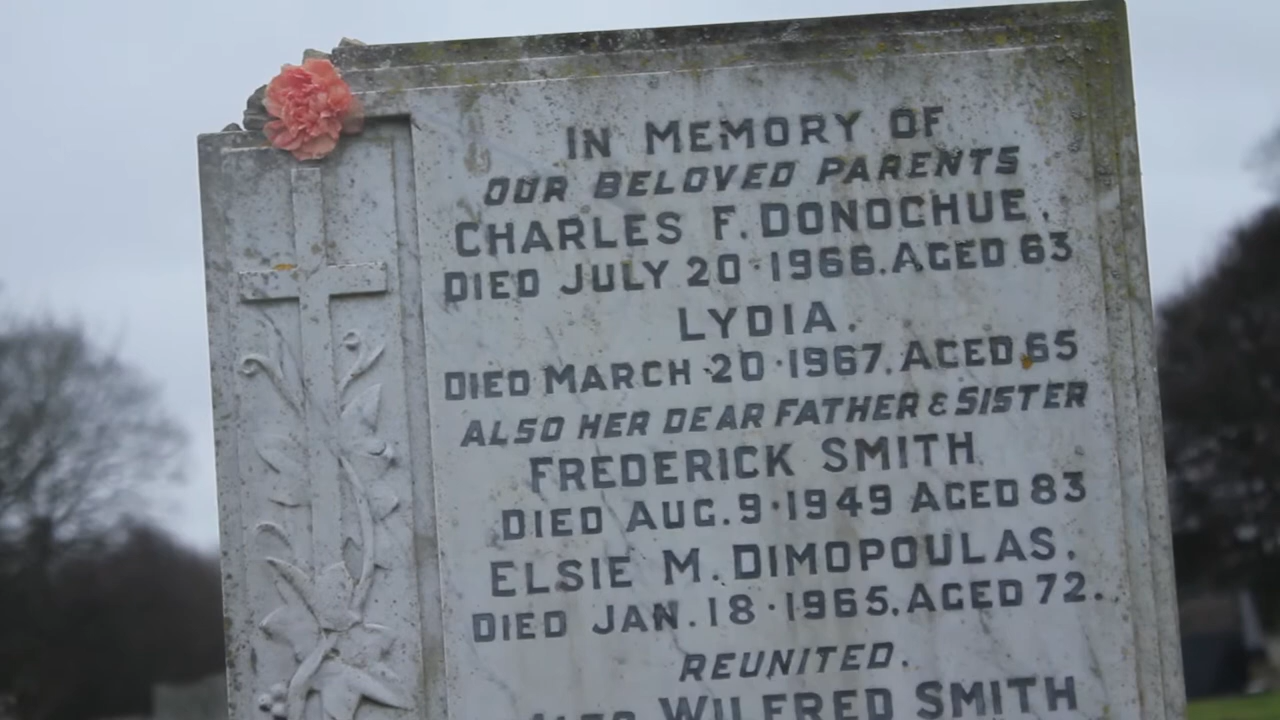 IN MEMORY OF
OUR BELOVED PARENTS
CHARLES F. DONOCHUE.
DIED JULY 20·1966. AGED 63
LYDIA.
DIED MARCH 20·1967. AGED 65
ALSO HER DEAR FATHER & SISTER
FREDERICK SMITH
DIED AUG. 9·1949 AGED 83
ELSIE M. DIMOPOULAS.
DIED JAN. 18·1965. AGED 72.
REUNITED.
ALSO WILFRED SMITH